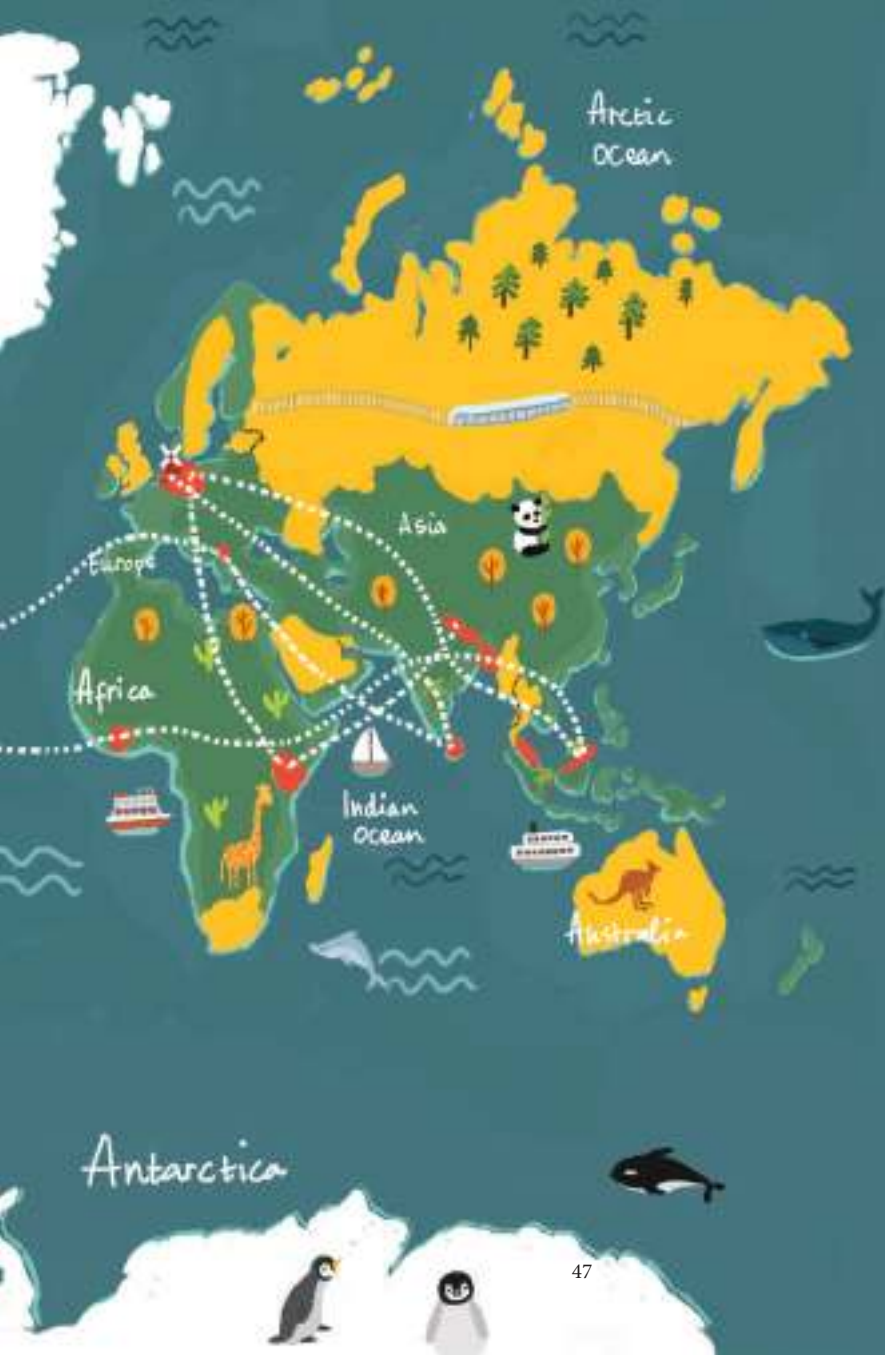 Arctic
Ocean
Asia
Europe
Africa
Indian
Ocean
Australia
Antarctica
47